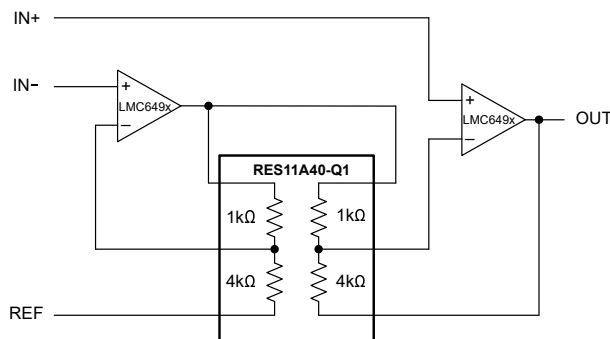 IN+
IN−
+
LMC649x
−
+
LMC649x
−
OUT
RES11A40-Q1
1kΩ
1kΩ
4kΩ
4kΩ
REF